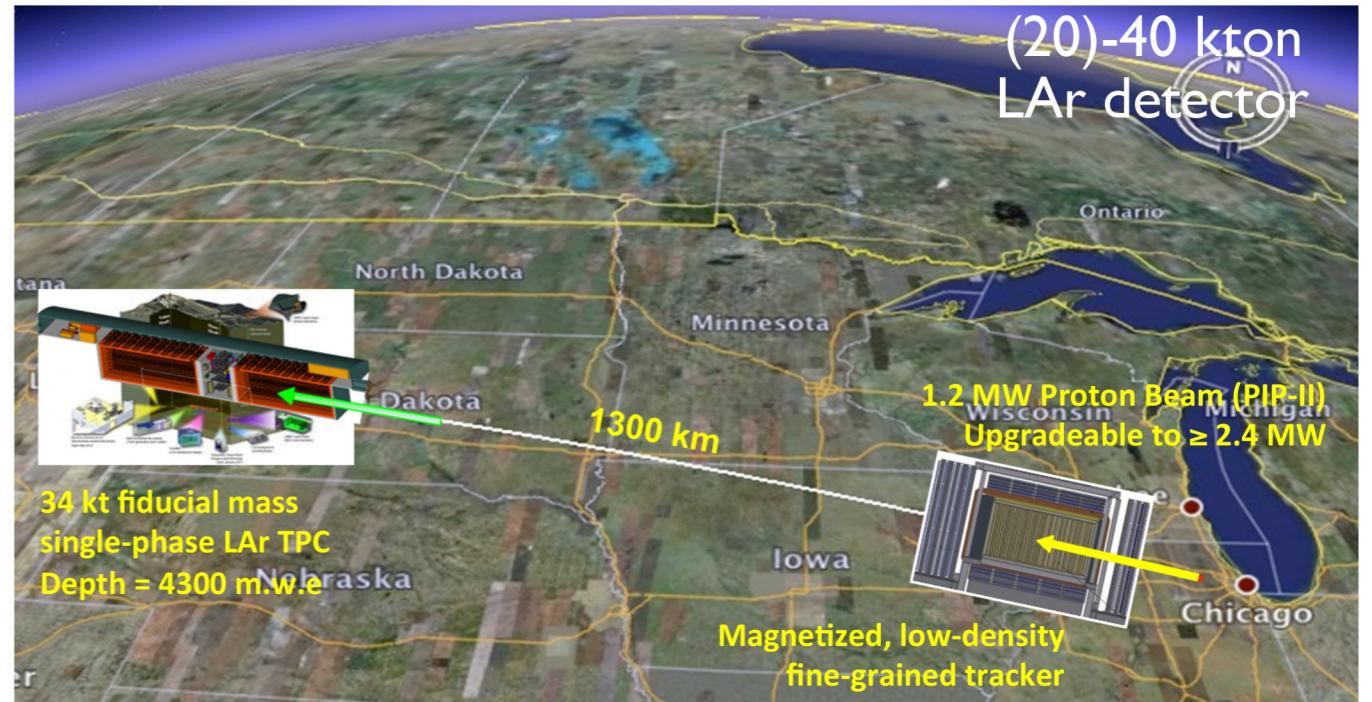 (20)-40 kton
LAr detector
N
Ontario
North Dakota
tana
Minnesota
Dakota
1300 km
1.2 MW Proton Beam (PIP-II)
Wisconsin
Michigan
Upgradeable to ≥ 2.4 MW
34 kt fiducial mass
single-phase LAr TPC
Depth = 4300 m.w.e
Nebraska
Iowa
Chicago
Magnetized, low-density
fine-grained tracker
er